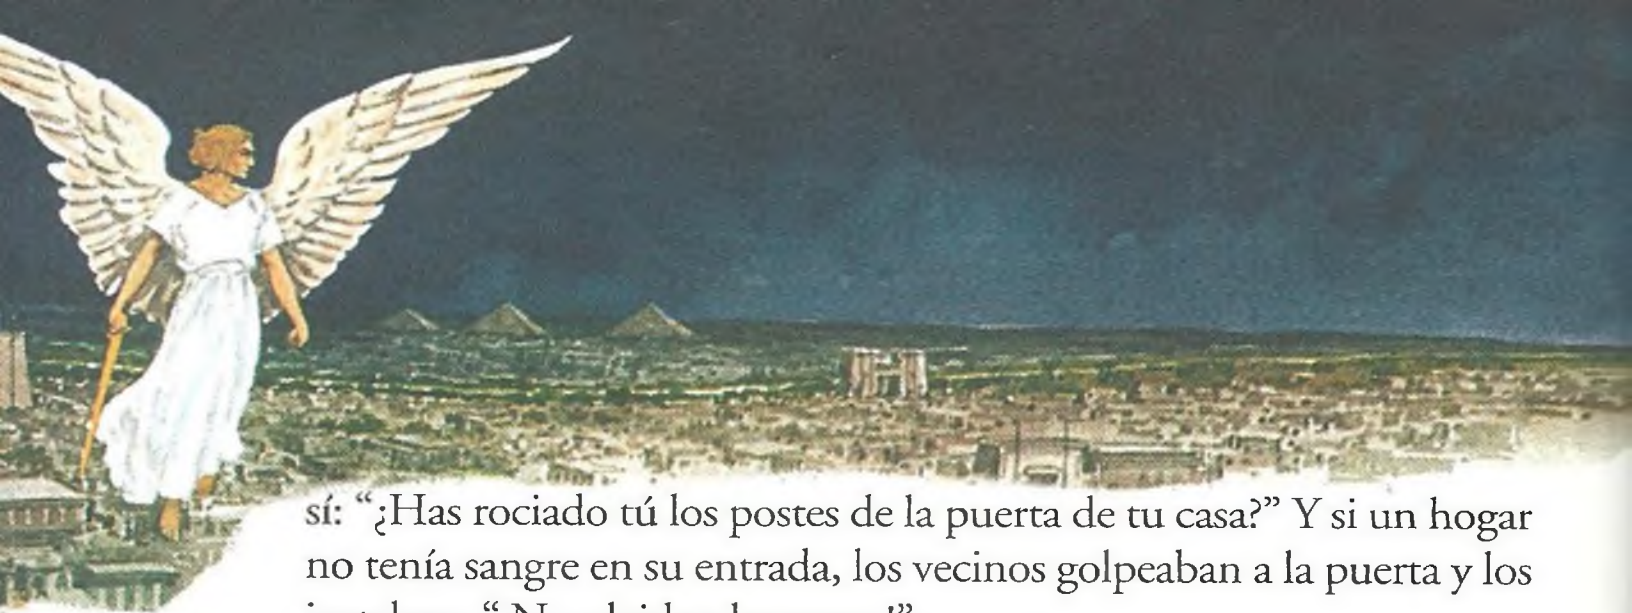 sí: “¿Has rociado tú los postes de la puerta de tu casa?” Y si un hogar
no tenía sangre en su entrada, los vecinos golpeaban a la puerta y los